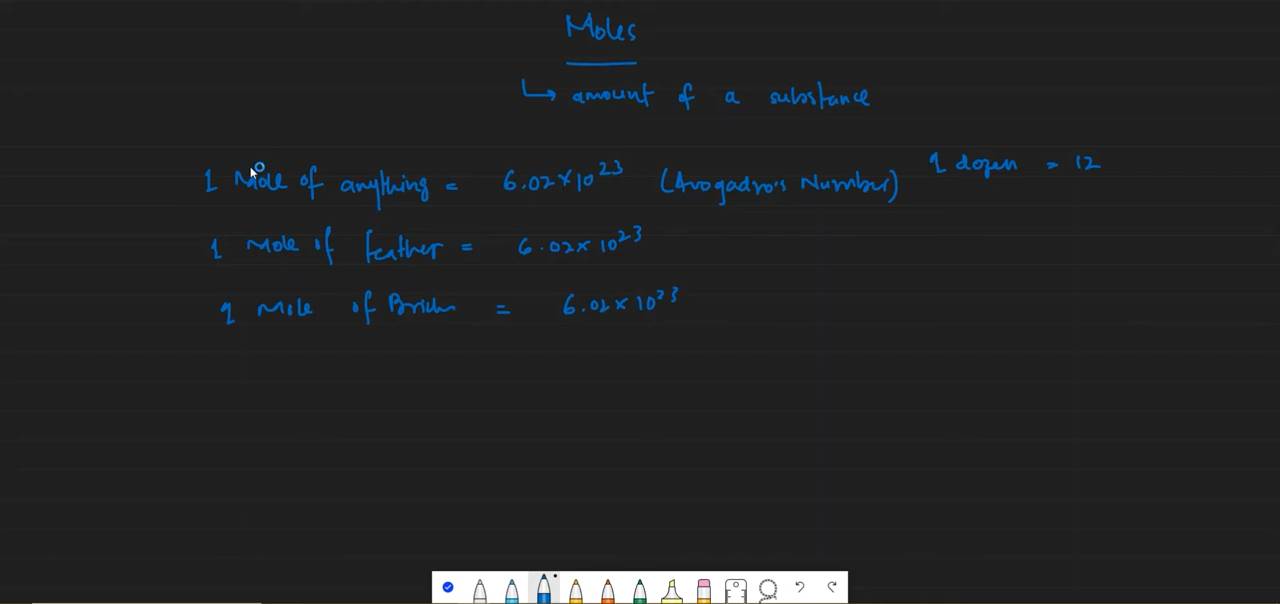 Moles
↳ amount of a substance
1 Mole of anything = 6.02×10²³ (Avogadro's Number) 1 dozen = 12
1 Mole of feather = 6.02×10²³
1 Mole of Bricks = 6.02×10²³